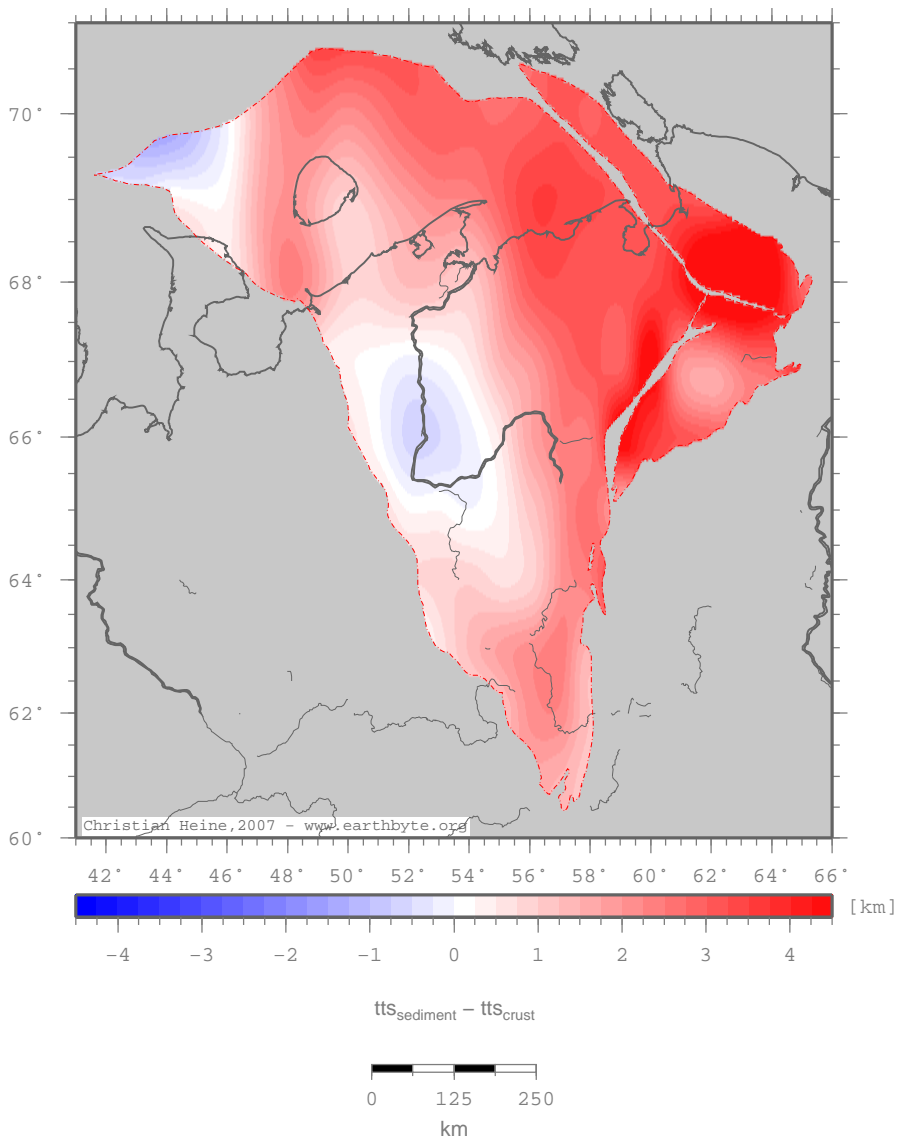 70°
68°
66°
64°
62°
60°
Christian Heine,2007 - www.earthbyte.org
42° 44° 46° 48° 50° 52° 54° 56° 58° 60° 62° 64° 66°
[km]
−4 −3 −2 −1 0 1 2 3 4
ttssediment − ttscrust
0 125 250
km